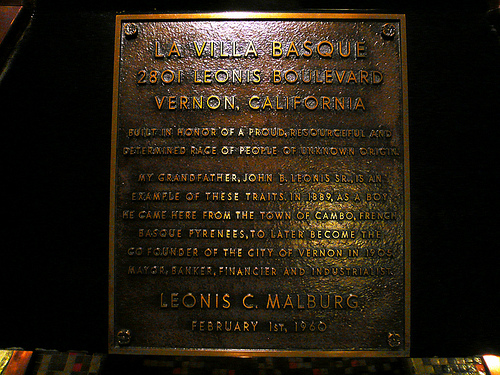 LA VILLA BASQUE
2801 LEONIS BOULEVARD
VERNON, CALIFORNIA
BUILT IN HONOR OF A PROUD, RESOURCEFUL AND
DETERMINED RACE OF PEOPLE OF UNKNOWN ORIGIN.
MY GRANDFATHER, JOHN B. LEONIS SR., IS AN
EXAMPLE OF THESE TRAITS. IN 1889, AS A BOY
HE CAME HERE FROM THE TOWN OF CAMBO, FRENCH
BASQUE PYRENEES, TO LATER BECOME THE
CO FOUNDER OF THE CITY OF VERNON IN 1905.
MAYOR, BANKER, FINANCIER AND INDUSTRIALIST.
LEONIS C. MALBURG.
FEBRUARY 1ST, 1960